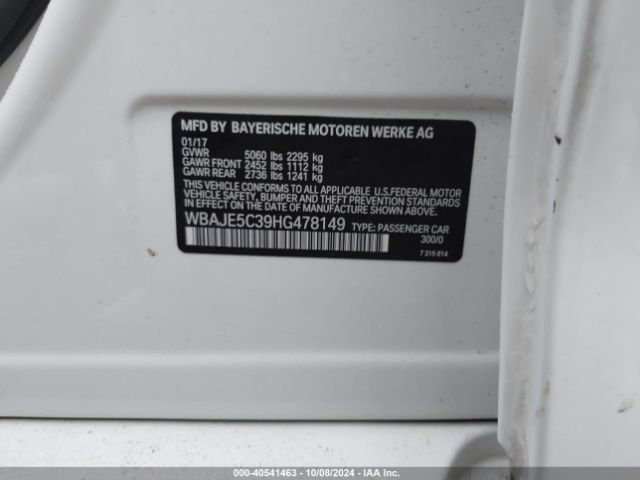 MFD BY BAYERISCHE MOTOREN WERKE AG
01/17
GVWR 5060 lbs 2295 kg
GAWR FRONT 2452 lbs 1112 kg
GAWR REAR 2736 lbs 1241 kg
THIS VEHICLE CONFORMS TO ALL APPLICABLE U.S.FEDERAL MOTOR
VEHICLE SAFETY, BUMPER AND THEFT PREVENTION STANDARDS
IN EFFECT ON THE DATE OF MANUFACTURE SHOWN ABOVE.
WBAJE5C39HG478149 TYPE: PASSENGER CAR
300/0
7 315 814
000-40541463 - 10/08/2024 - IAA Inc.